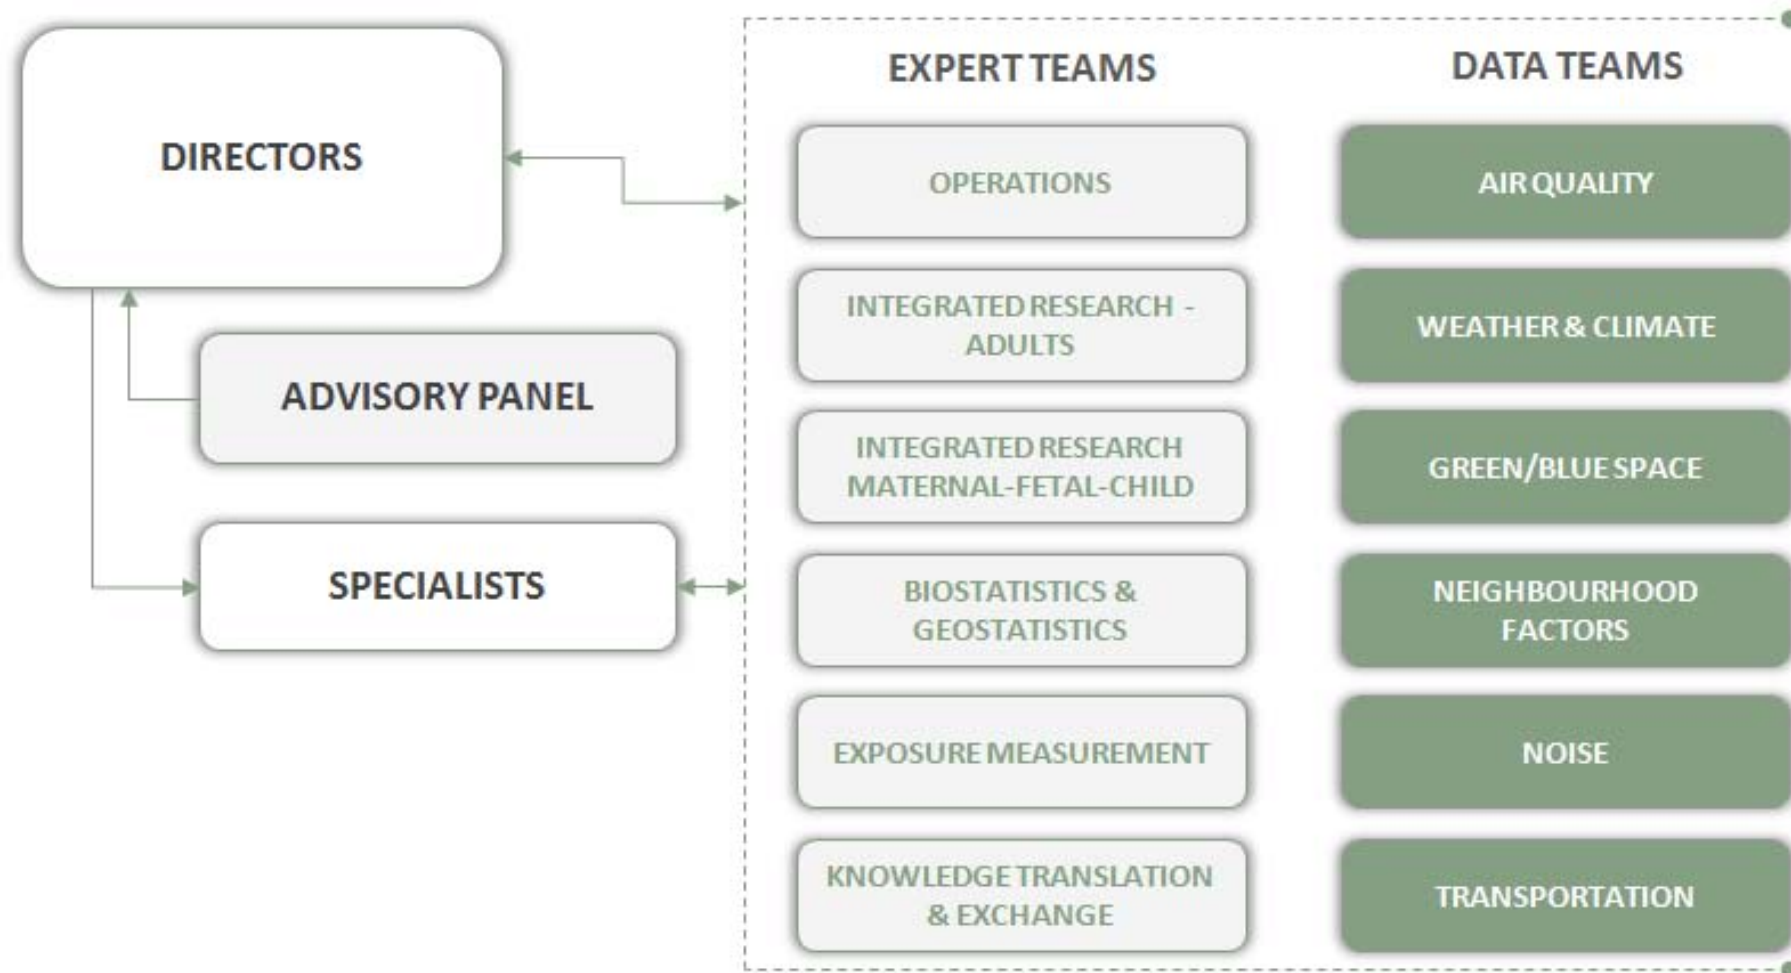 DIRECTORS
ADVISORY PANEL
SPECIALISTS
EXPERT TEAMS
OPERATIONS
INTEGRATED RESEARCH -
ADULTS
INTEGRATED RESEARCH
MATERNAL-FETAL-CHILD
BIOSTATISTICS &
GEOSTATISTICS
EXPOSURE MEASUREMENT
KNOWLEDGE TRANSLATION
& EXCHANGE
DATA TEAMS
AIR QUALITY
WEATHER & CLIMATE
GREEN/BLUE SPACE
NEIGHBOURHOOD
FACTORS
NOISE
TRANSPORTATION